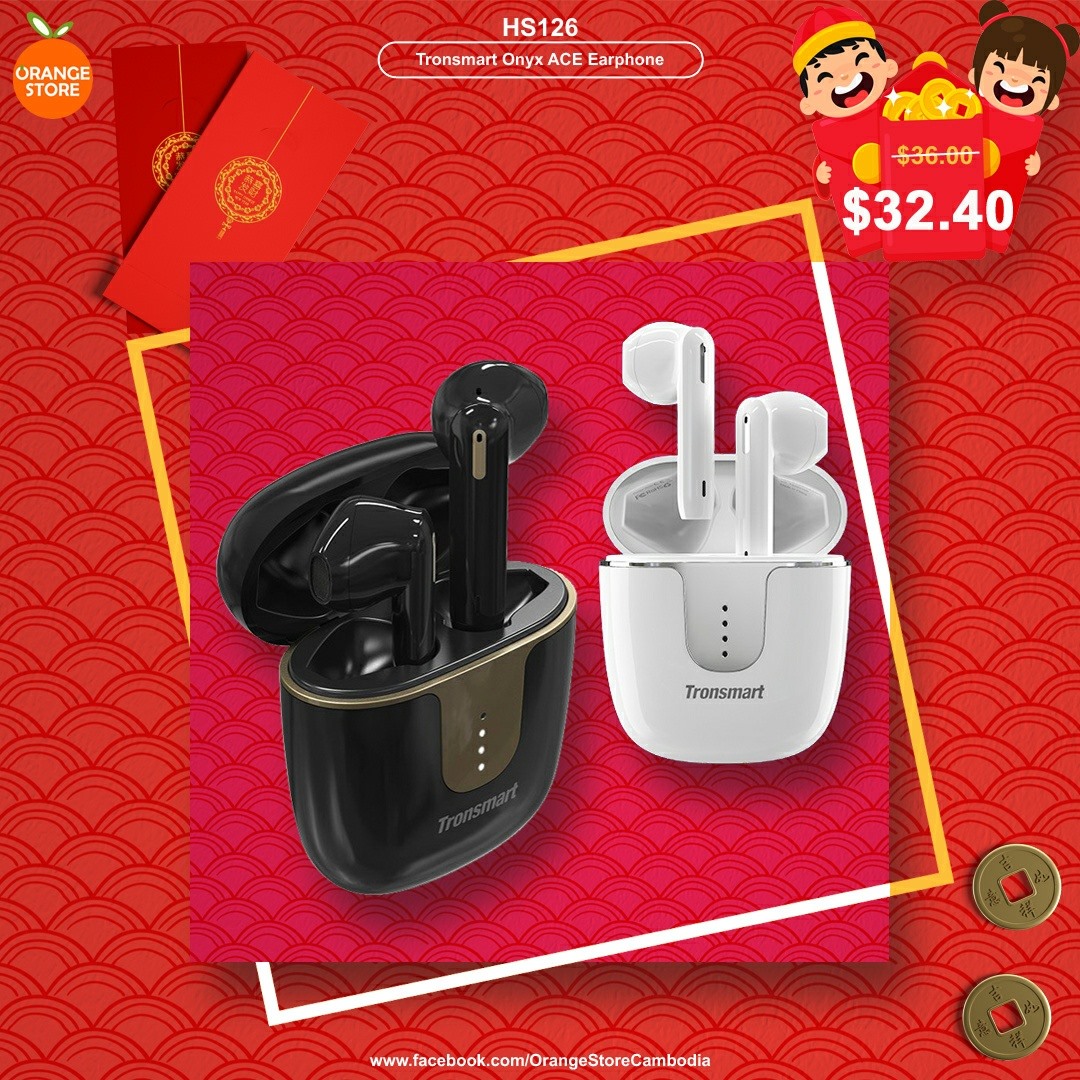 ORANGE
STORE
HS126
Tronsmart Onyx ACE Earphone
$36.00
$32.40
Tronsmart
Tronsmart
www.facebook.com/OrangeStoreCambodia